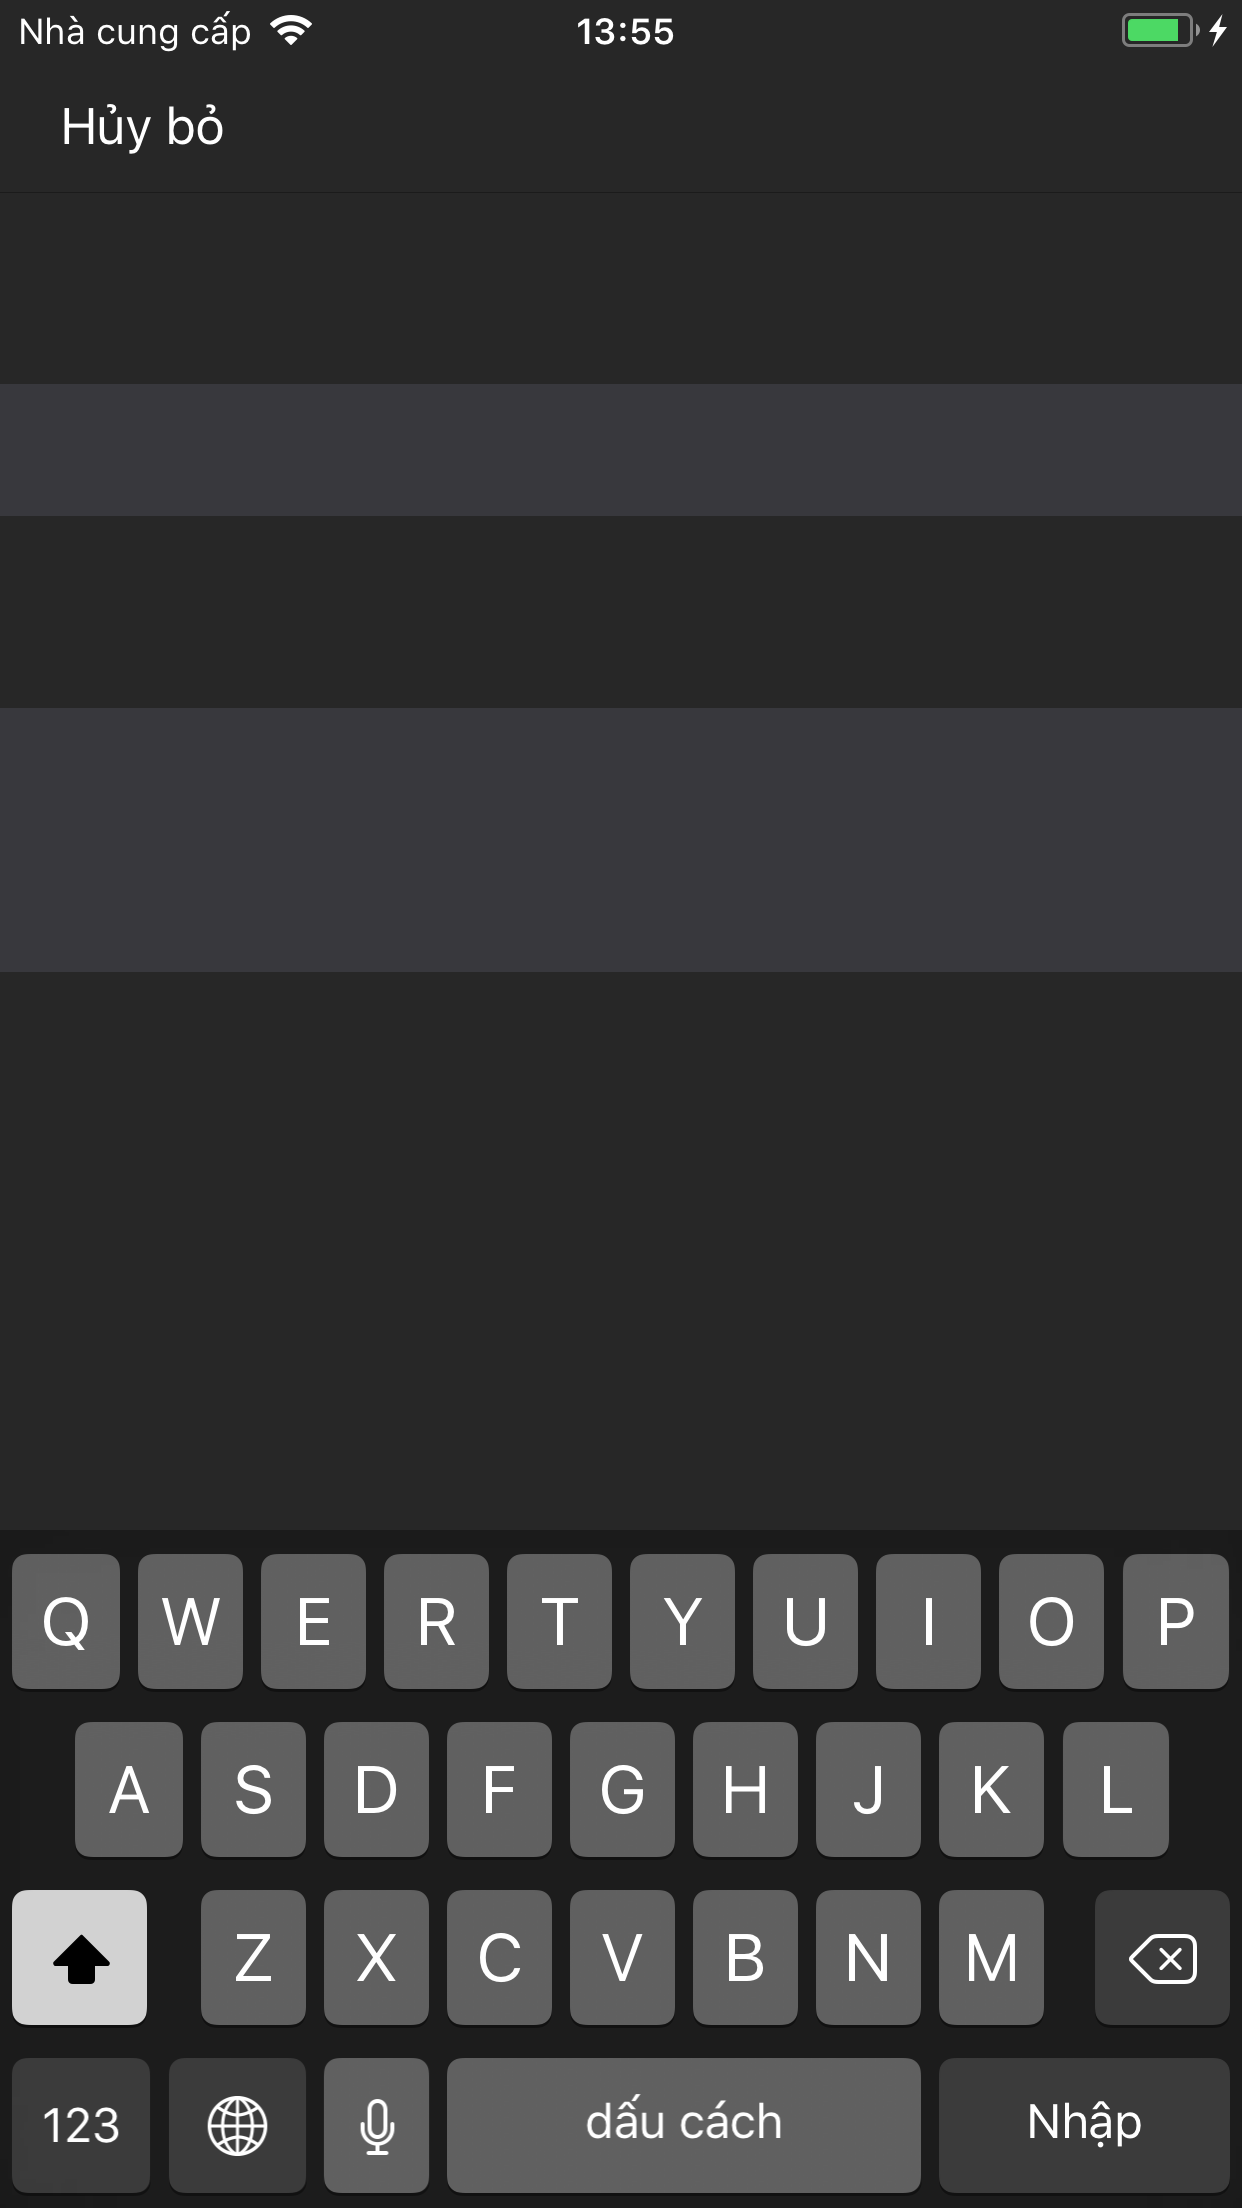 Nhà cung cấp 13:55
Hủy bỏ
Q W E R T Y U I O P
A S D F G H J K L
Z X C V B N M
123 dấu cách Nhập